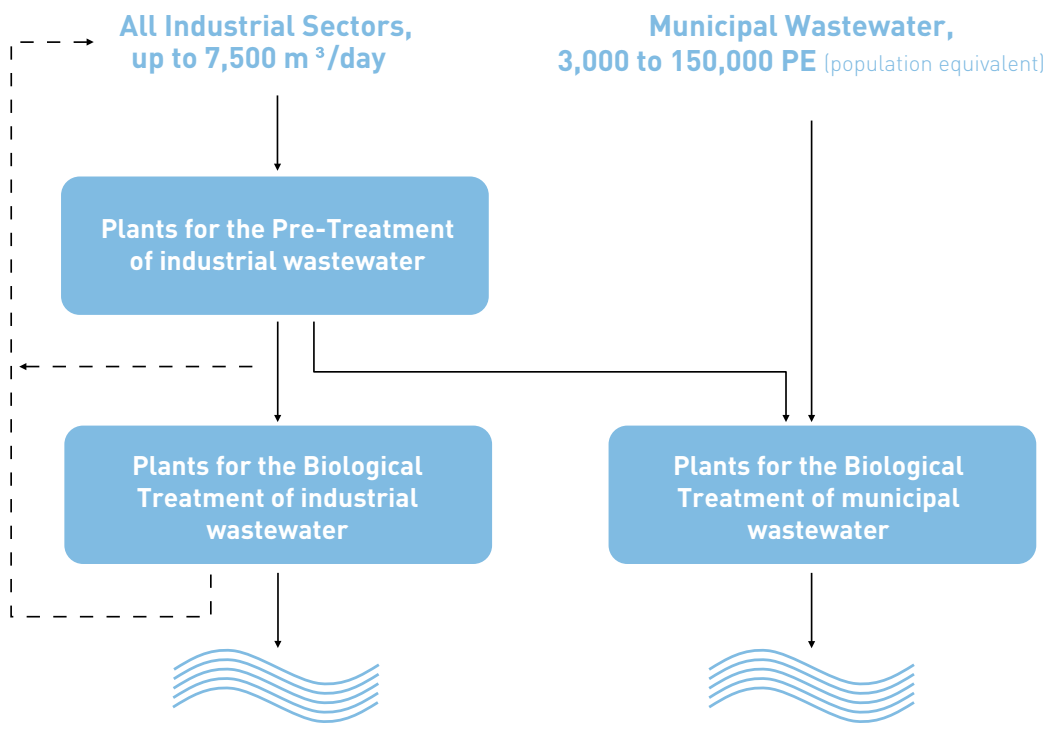 All Industrial Sectors,
up to 7,500 m ³/day
Municipal Wastewater,
3,000 to 150,000 PE (population equivalent)
Plants for the Pre-Treatment
of industrial wastewater
Plants for the Biological
Treatment of industrial
wastewater
Plants for the Biological
Treatment of municipal
wastewater